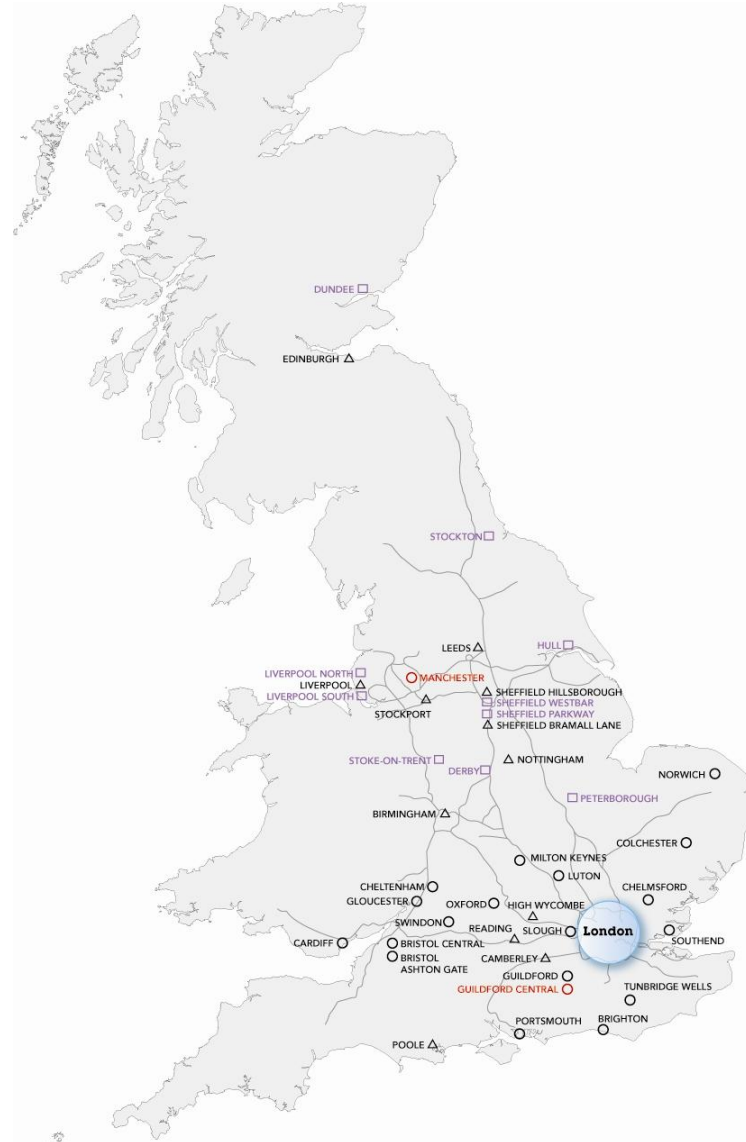 DUNDEE
EDINBURGH
STOCKTON
LEEDS
HULL
LIVERPOOL NORTH
MANCHESTER
LIVERPOOL
SHEFFIELD HILLSBOROUGH
LIVERPOOL SOUTH
SHEFFIELD WESTBAR
STOCKPORT
SHEFFIELD PARKWAY
SHEFFIELD BRAMALL LANE
STOKE-ON-TRENT
NOTTINGHAM
DERBY
NORWICH
PETERBOROUGH
BIRMINGHAM
COLCHESTER
MILTON KEYNES
LUTON
CHELTENHAM
CHELMSFORD
GLOUCESTER
OXFORD
HIGH WYCOMBE
SWINDON
READING
SLOUGH
London
SOUTHEND
CARDIFF
BRISTOL CENTRAL
BRISTOL
ASHTON GATE
CAMBERLEY
GUILDFORD
GUILDFORD CENTRAL
TUNBRIDGE WELLS
PORTSMOUTH
BRIGHTON
POOLE